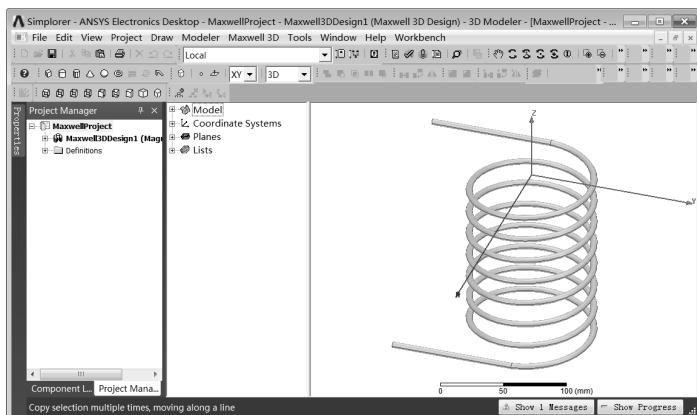 Simplorer - ANSYS Electronics Desktop - MaxwellProject - Maxwell3DDesign1 (Maxwell 3D Design) - 3D Modeler - [MaxwellProject - ...
File Edit View Project Draw Modeler Maxwell 3D Tools Window Help Workbench
Local
XY 3D
Properties
Project Manager
MaxwellProject
Maxwell3DDesign1 (Magn
Definitions
Model
Coordinate Systems
Planes
Lists
Z
Y
0 50 100 (mm)
Component L... Project Mana...
Copy selection multiple times, moving along a line
Show 1 Messages
Show Progress